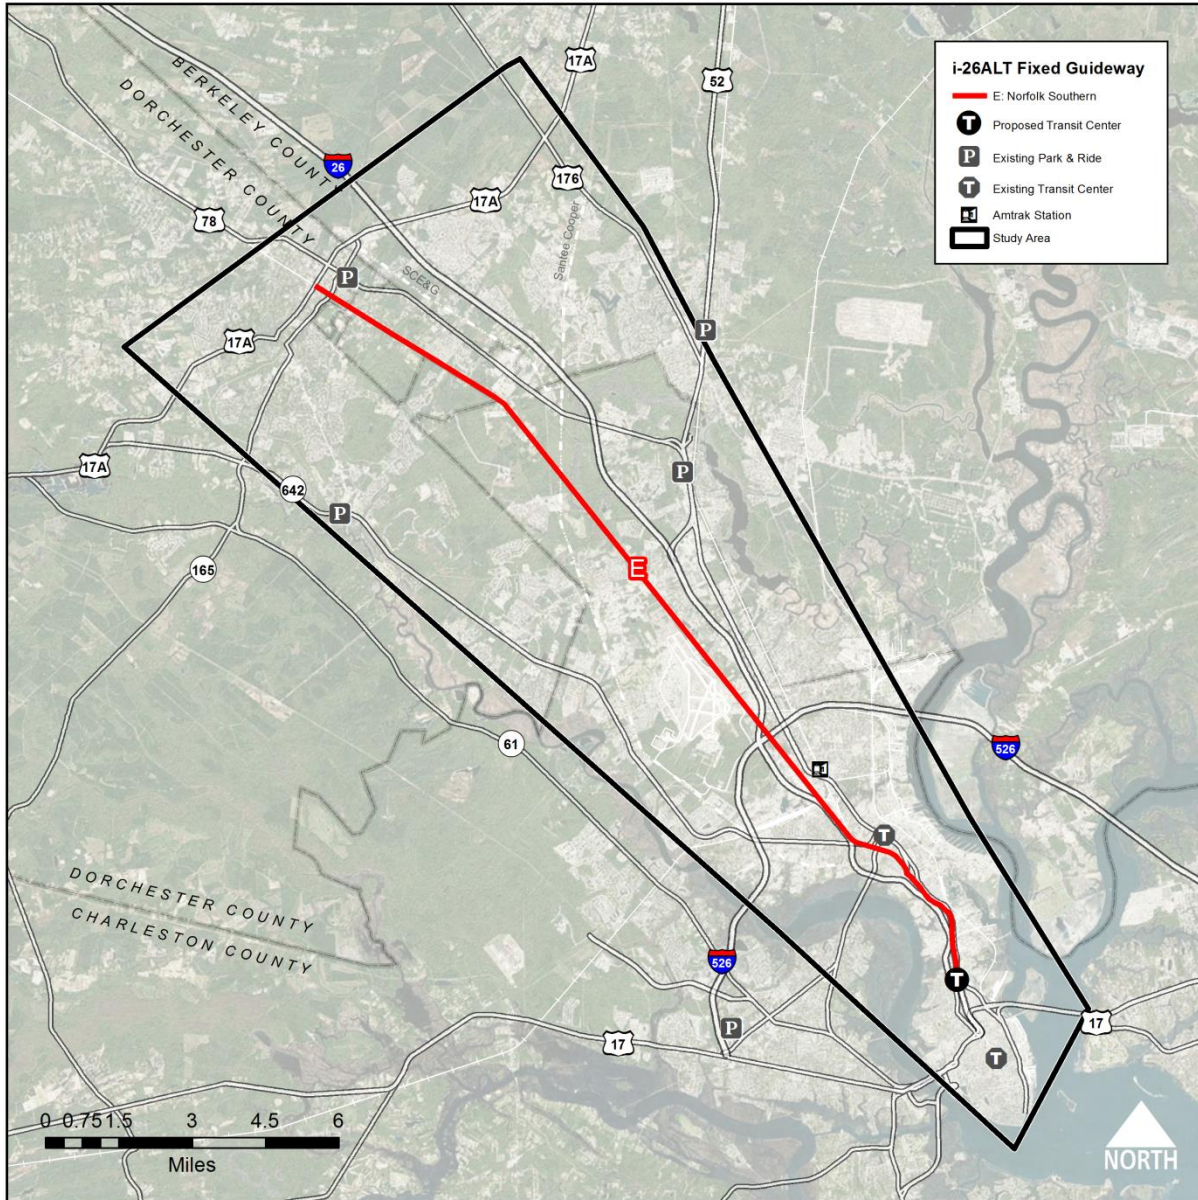 i-26ALT Fixed Guideway
E: Norfolk Southern
T
Proposed Transit Center
P
Existing Park & Ride
T
Existing Transit Center
Amtrak Station
Study Area
17A
52
BERKELEY COUNTY
DORCHESTER COUNTY
26
176
17A
78
Santee Cooper
SCE&G
P
P
17A
17A
P
642
P
165
E
61
526
T
DORCHESTER COUNTY
CHARLESTON COUNTY
526
T
P
17
17
T
0 0.75 1.5 3 4.5 6
Miles
NORTH